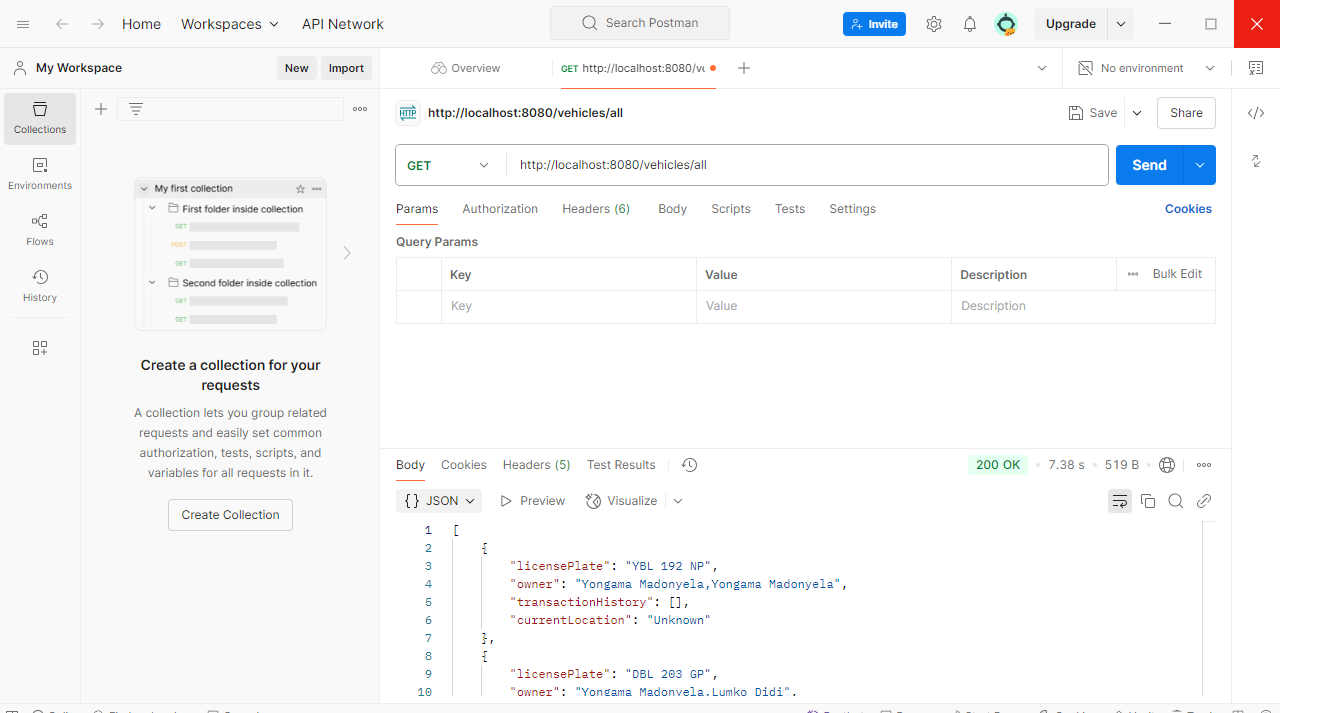 Home Workspaces API Network Search Postman Invite Upgrade
My Workspace New Import Overview GET http://localhost:8080/v No environment
Collections
Environments
Flows
History
My first collection
First folder inside collection
GET
POST
GET
Second folder inside collection
GET
GET
Create a collection for your
requests
A collection lets you group related
requests and easily set common
authorization, tests, scripts, and
variables for all requests in it.
Create Collection
HTTP http://localhost:8080/vehicles/all Save Share
GET http://localhost:8080/vehicles/all Send
Params Authorization Headers (6) Body Scripts Tests Settings Cookies
Query Params
Key Value Description Bulk Edit
Key Value Description
Body Cookies Headers (5) Test Results 200 OK 7.38 s 519 B
{} JSON Preview Visualize
1 [
2 {
3 "licensePlate": "YBL 192 NP",
4 "owner": "Yongama Madonyela,Yongama Madonyela",
5 "transactionHistory": [],
6 "currentLocation": "Unknown"
7 },
8 {
9 "licensePlate": "DBL 203 GP",
10 "owner": "Yongama Madonyela,Lumko Didi",